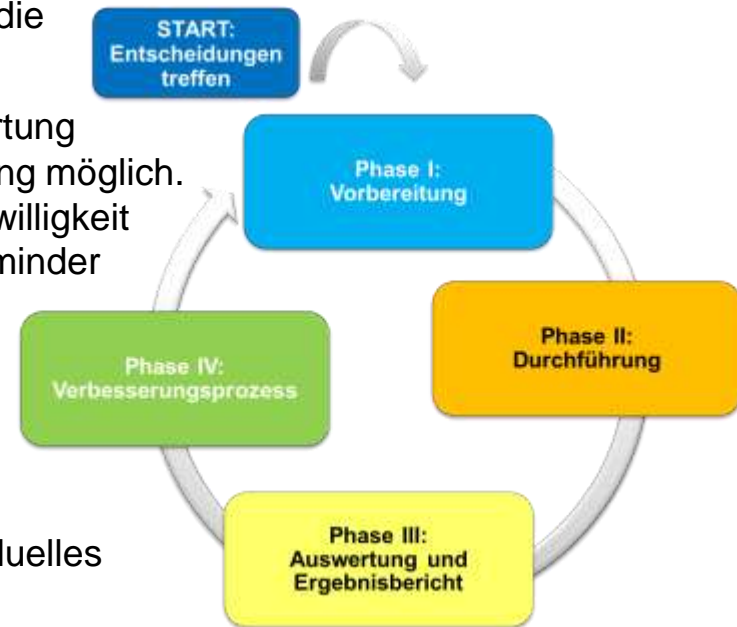 die
rtung
ng möglich.
willigkeit
minder
duelles
START:
Entscheidungen
treffen
Phase I:
Vorbereitung
Phase II:
Durchführung
Phase III:
Auswertung und
Ergebnisbericht
Phase IV:
Verbesserungsprozess